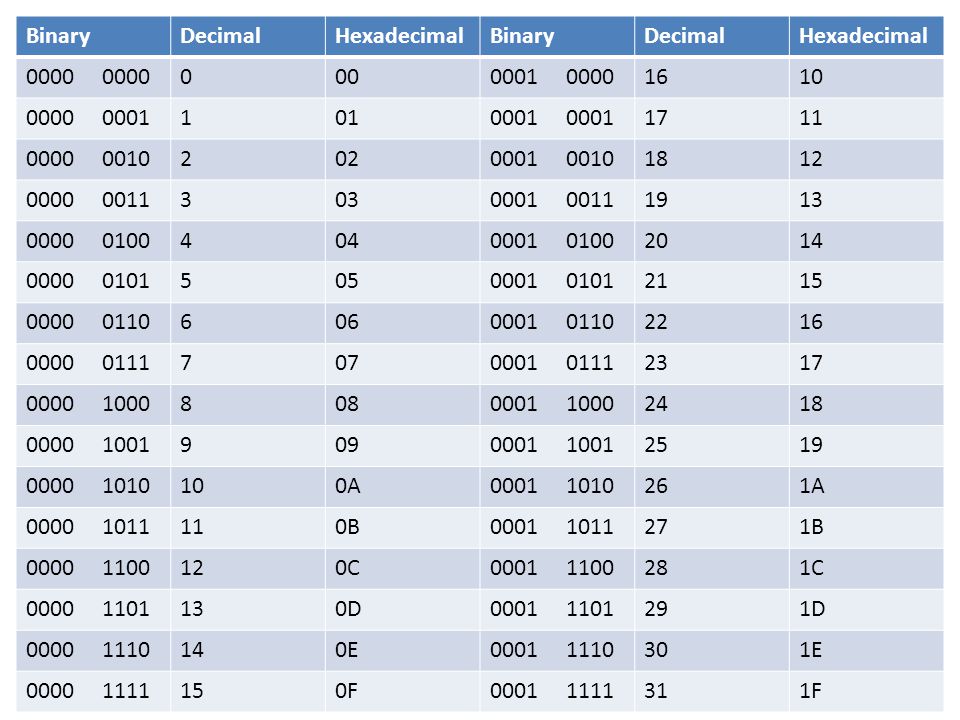 Binary Decimal Hexadecimal Binary Decimal Hexadecimal
0000 0000 0 00 0001 0000 16 10
0000 0001 1 01 0001 0001 17 11
0000 0010 2 02 0001 0010 18 12
0000 0011 3 03 0001 0011 19 13
0000 0100 4 04 0001 0100 20 14
0000 0101 5 05 0001 0101 21 15
0000 0110 6 06 0001 0110 22 16
0000 0111 7 07 0001 0111 23 17
0000 1000 8 08 0001 1000 24 18
0000 1001 9 09 0001 1001 25 19
0000 1010 10 0A 0001 1010 26 1A
0000 1011 11 0B 0001 1011 27 1B
0000 1100 12 0C 0001 1100 28 1C
0000 1101 13 0D 0001 1101 29 1D
0000 1110 14 0E 0001 1110 30 1E
0000 1111 15 0F 0001 1111 31 1F